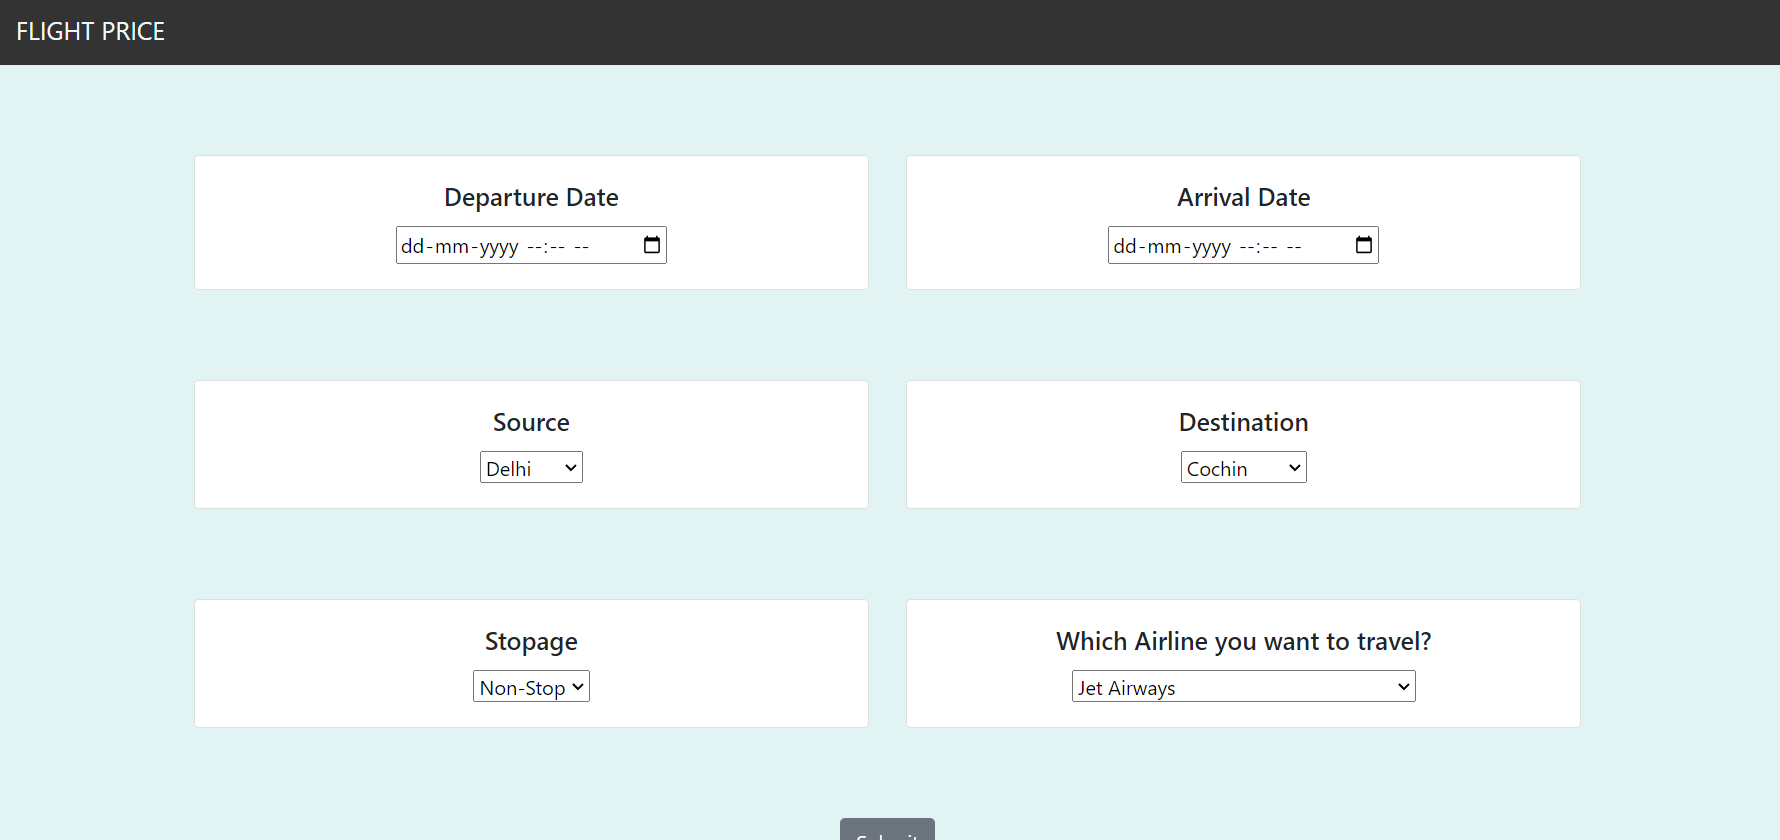 FLIGHT PRICE
Departure Date
Arrival Date
dd-mm-yyyy --:-- --
dd-mm-yyyy --:-- --
Source
Destination
Delhi
Cochin
Stopage
Which Airline you want to travel?
Non-Stop
Jet Airways
Submit